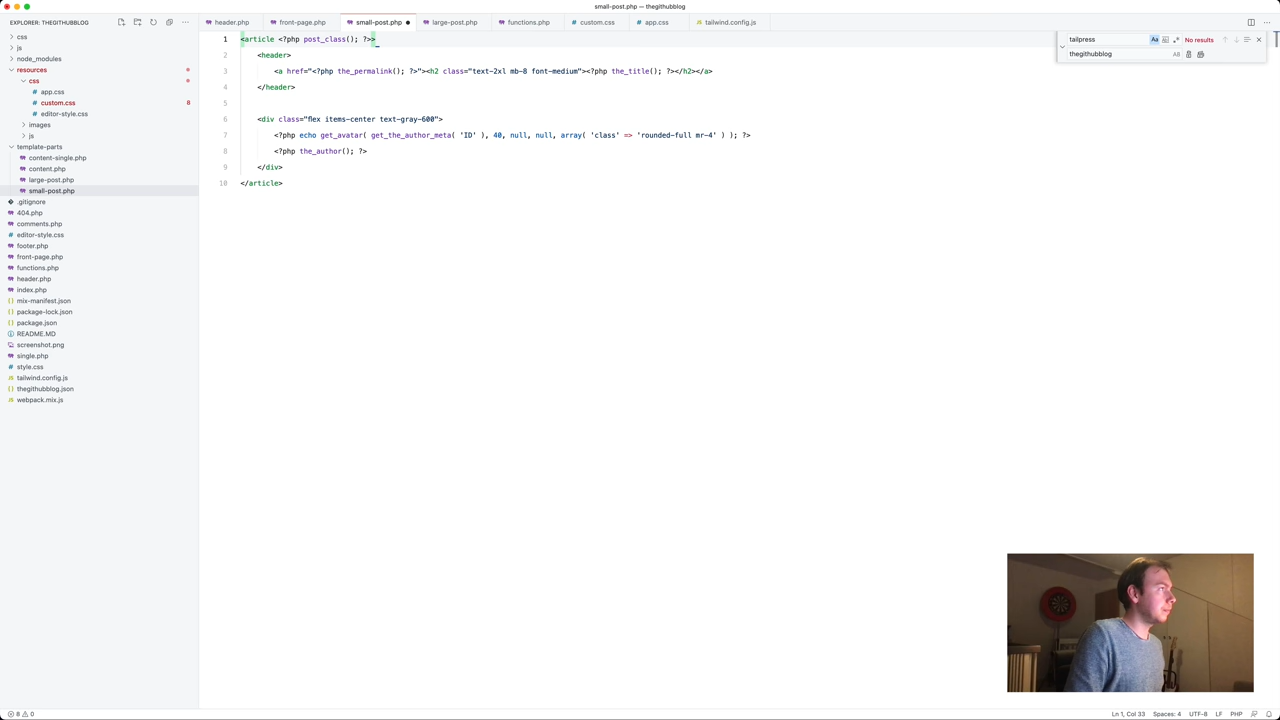 small-post.php — thegithubblog
EXPLORER: THEGITHUBBLOG
header.php front-page.php small-post.php large-post.php functions.php custom.css app.css tailwind.config.js
css
js
node_modules
resources
css
app.css
custom.css 8
editor-style.css
images
js
template-parts
content-single.php
content.php
large-post.php
small-post.php
.gitignore
404.php
comments.php
editor-style.css
footer.php
front-page.php
functions.php
header.php
index.php
mix-manifest.json
package-lock.json
package.json
README.MD
screenshot.png
single.php
style.css
tailwind.config.js
thegithubblog.json
webpack.mix.js
1 <article <?php post_class(); ?>>
2 <header>
3 <a href="<?php the_permalink(); ?>"><h2 class="text-2xl mb-8 font-medium"><?php the_title(); ?></h2></a>
4 </header>
5
6 <div class="flex items-center text-gray-600">
7 <?php echo get_avatar( get_the_author_meta( 'ID' ), 40, null, null, array( 'class' => 'rounded-full mr-4' ) ); ?>
8 <?php the_author(); ?>
9 </div>
10 </article>
tailpress Aa No results
thegithubblog AB
8 0
Ln 1, Col 33 Spaces: 4 UTF-8 LF PHP